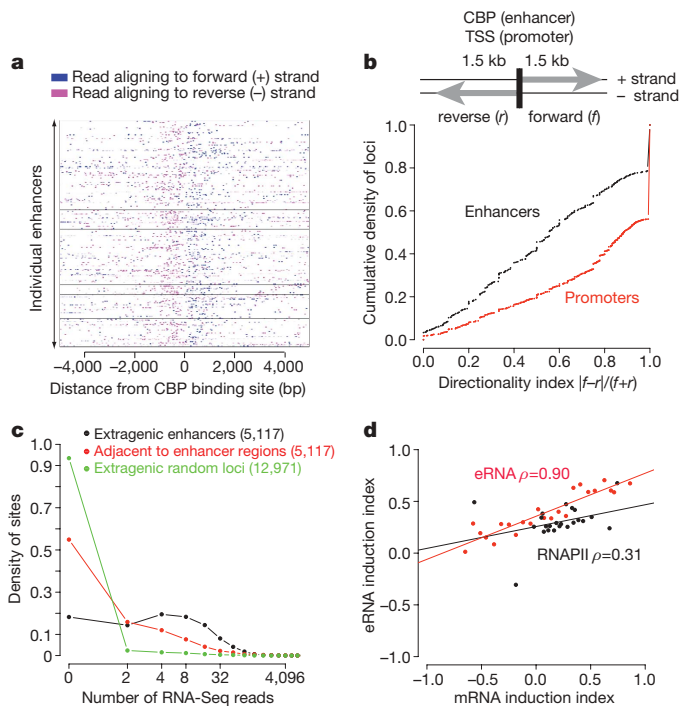 a
Read aligning to forward (+) strand
Read aligning to reverse (–) strand
Individual enhancers
–4,000 –2,000 0 2,000 4,000
Distance from CBP binding site (bp)
b
CBP (enhancer)
TSS (promoter)
1.5 kb 1.5 kb
+ strand
– strand
reverse (r) forward (f)
Cumulative density of loci
1.0
0.8
0.6
0.4
0.2
0.0
Enhancers
Promoters
0.0 0.2 0.4 0.6 0.8 1.0
Directionality index |f–r|/(f+r)
c
Extragenic enhancers (5,117)
Adjacent to enhancer regions (5,117)
Extragenic random loci (12,971)
Density of sites
1.0
0.9
0.7
0.5
0.3
0.1
0
0 2 4 8 32 4,096
Number of RNA-Seq reads
d
eRNA induction index
1.0
0.5
0.0
–0.5
–1.0
eRNA ρ=0.90
RNAPII ρ=0.31
–1.0 –0.5 0.0 0.5 1.0
mRNA induction index